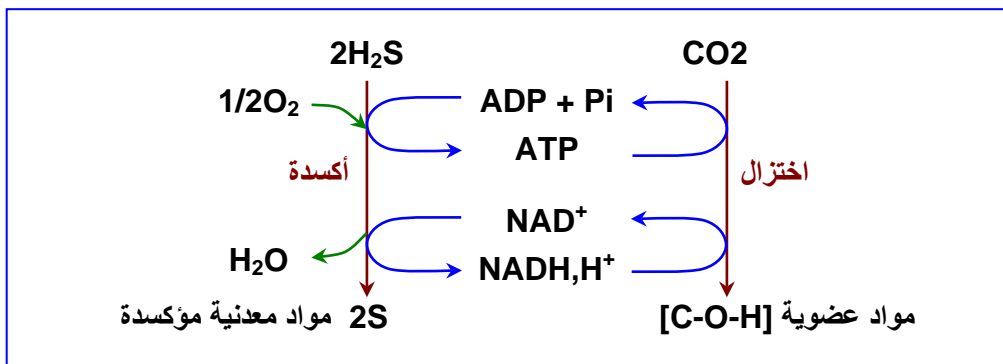 2H₂S CO2
1/2O₂ ADP + Pi
ATP
أكسدة اختزال
NAD⁺
H₂O NADH,H⁺
2S مواد معدنية مؤكسدة
مواد عضوية [C-O-H]